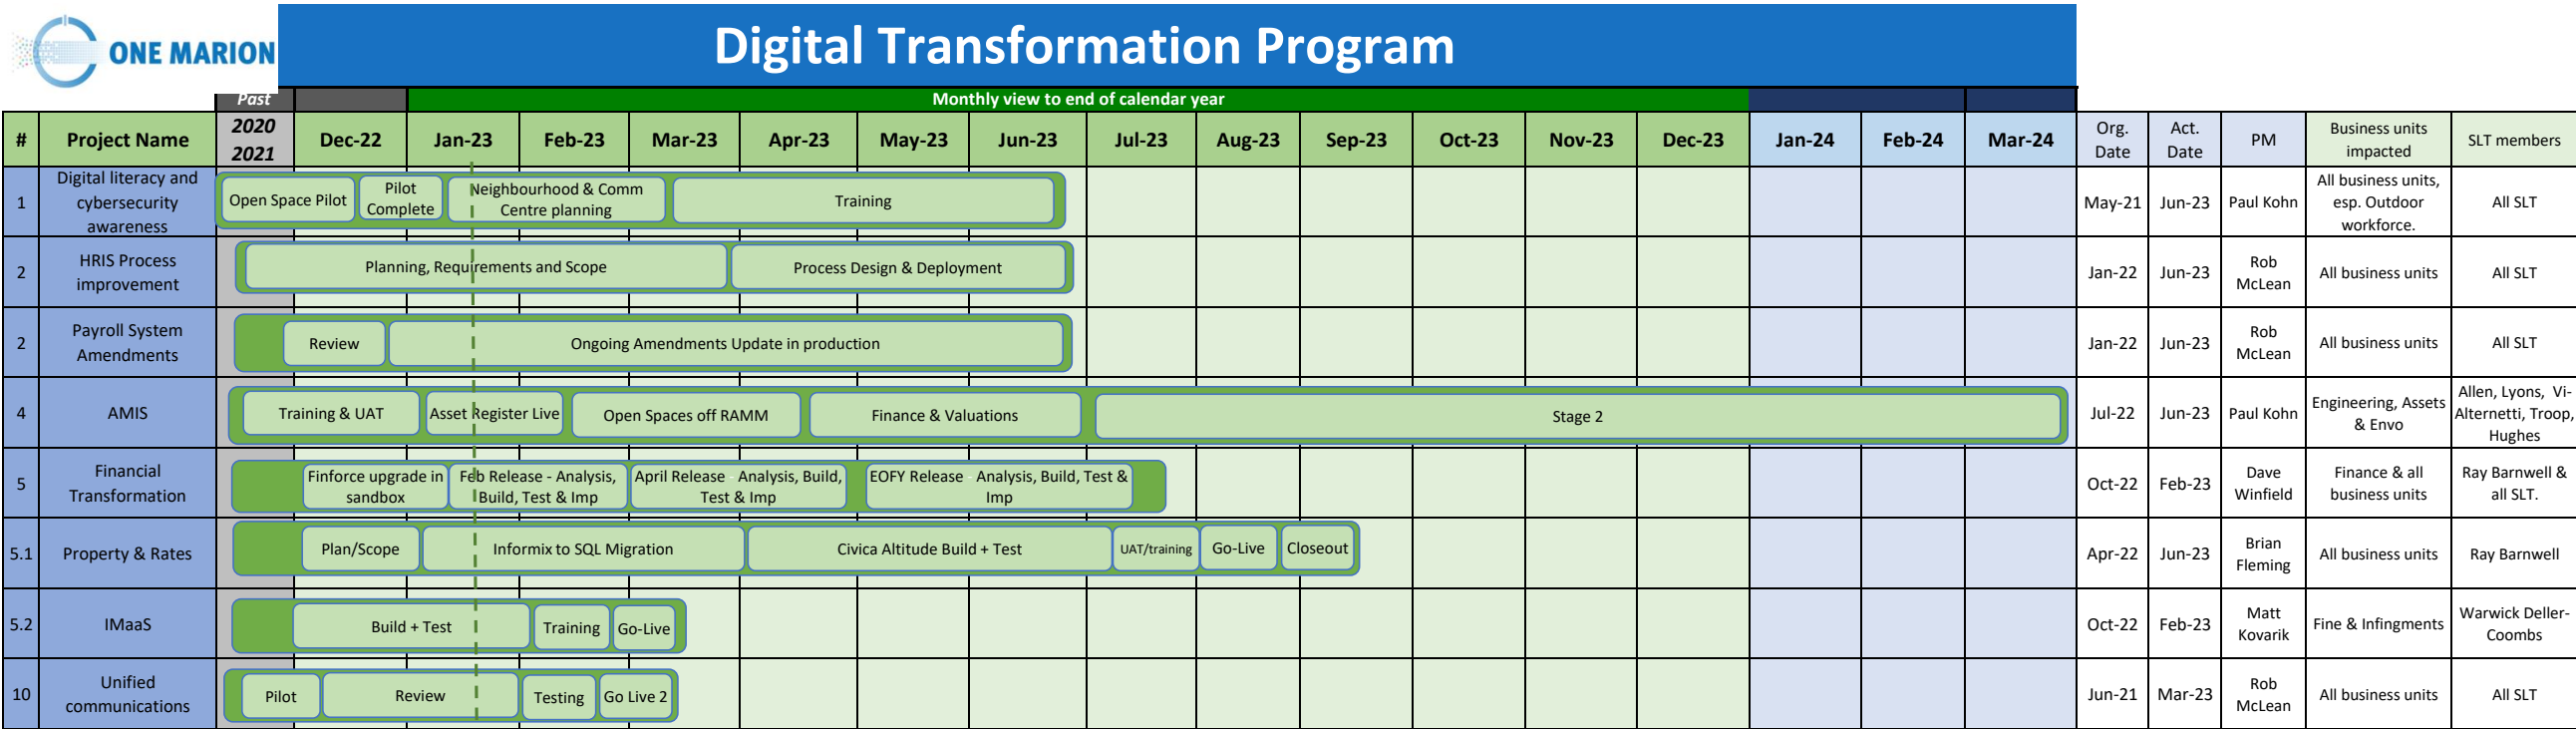 ONE MARION
Digital Transformation Program
Past
Monthly view to end of calendar year
#
Project Name
2020
2021
Dec-22
Jan-23
Feb-23
Mar-23
Apr-23
May-23
Jun-23
Jul-23
Aug-23
Sep-23
Oct-23
Nov-23
Dec-23
Jan-24
Feb-24
Mar-24
Org.
Date
Act.
Date
PM
Business units
impacted
SLT members
1
Digital literacy and
cybersecurity
awareness
Open Space Pilot
Pilot
Complete
Neighbourhood & Comm
Centre planning
Training
May-21
Jun-23
Paul Kohn
All business units,
esp. Outdoor
workforce.
All SLT
2
HRIS Process
improvement
Planning, Requirements and Scope
Process Design & Deployment
Jan-22
Jun-23
Rob
McLean
All business units
All SLT
2
Payroll System
Amendments
Review
Ongoing Amendments Update in production
Jan-22
Jun-23
Rob
McLean
All business units
All SLT
4
AMIS
Training & UAT
Asset Register Live
Open Spaces off RAMM
Finance & Valuations
Stage 2
Jul-22
Jun-23
Paul Kohn
Engineering, Assets
& Envo
Allen, Lyons, Vi-
Alternetti, Troop,
Hughes
5
Financial
Transformation
Finforce upgrade in
sandbox
Feb Release - Analysis,
Build, Test & Imp
April Release - Analysis, Build,
Test & Imp
EOFY Release - Analysis, Build, Test &
Imp
Oct-22
Feb-23
Dave
Winfield
Finance & all
business units
Ray Barnwell &
all SLT.
5.1
Property & Rates
Plan/Scope
Informix to SQL Migration
Civica Altitude Build + Test
UAT/training
Go-Live
Closeout
Apr-22
Jun-23
Brian
Fleming
All business units
Ray Barnwell
5.2
IMaaS
Build + Test
Training
Go-Live
Oct-22
Feb-23
Matt
Kovarik
Fine & Infingments
Warwick Deller-
Coombs
10
Unified
communications
Pilot
Review
Testing
Go Live 2
Jun-21
Mar-23
Rob
McLean
All business units
All SLT